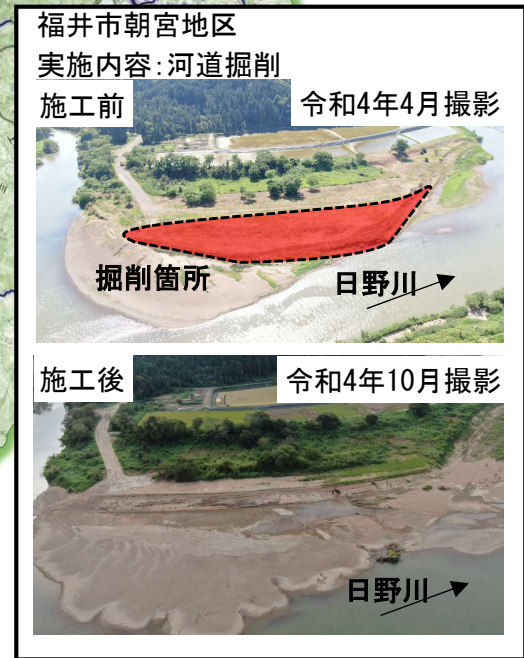 福井市朝宮地区
実施内容:河道掘削
施工前
令和4年4月撮影
掘削箇所
日野川
施工後
令和4年10月撮影
日野川